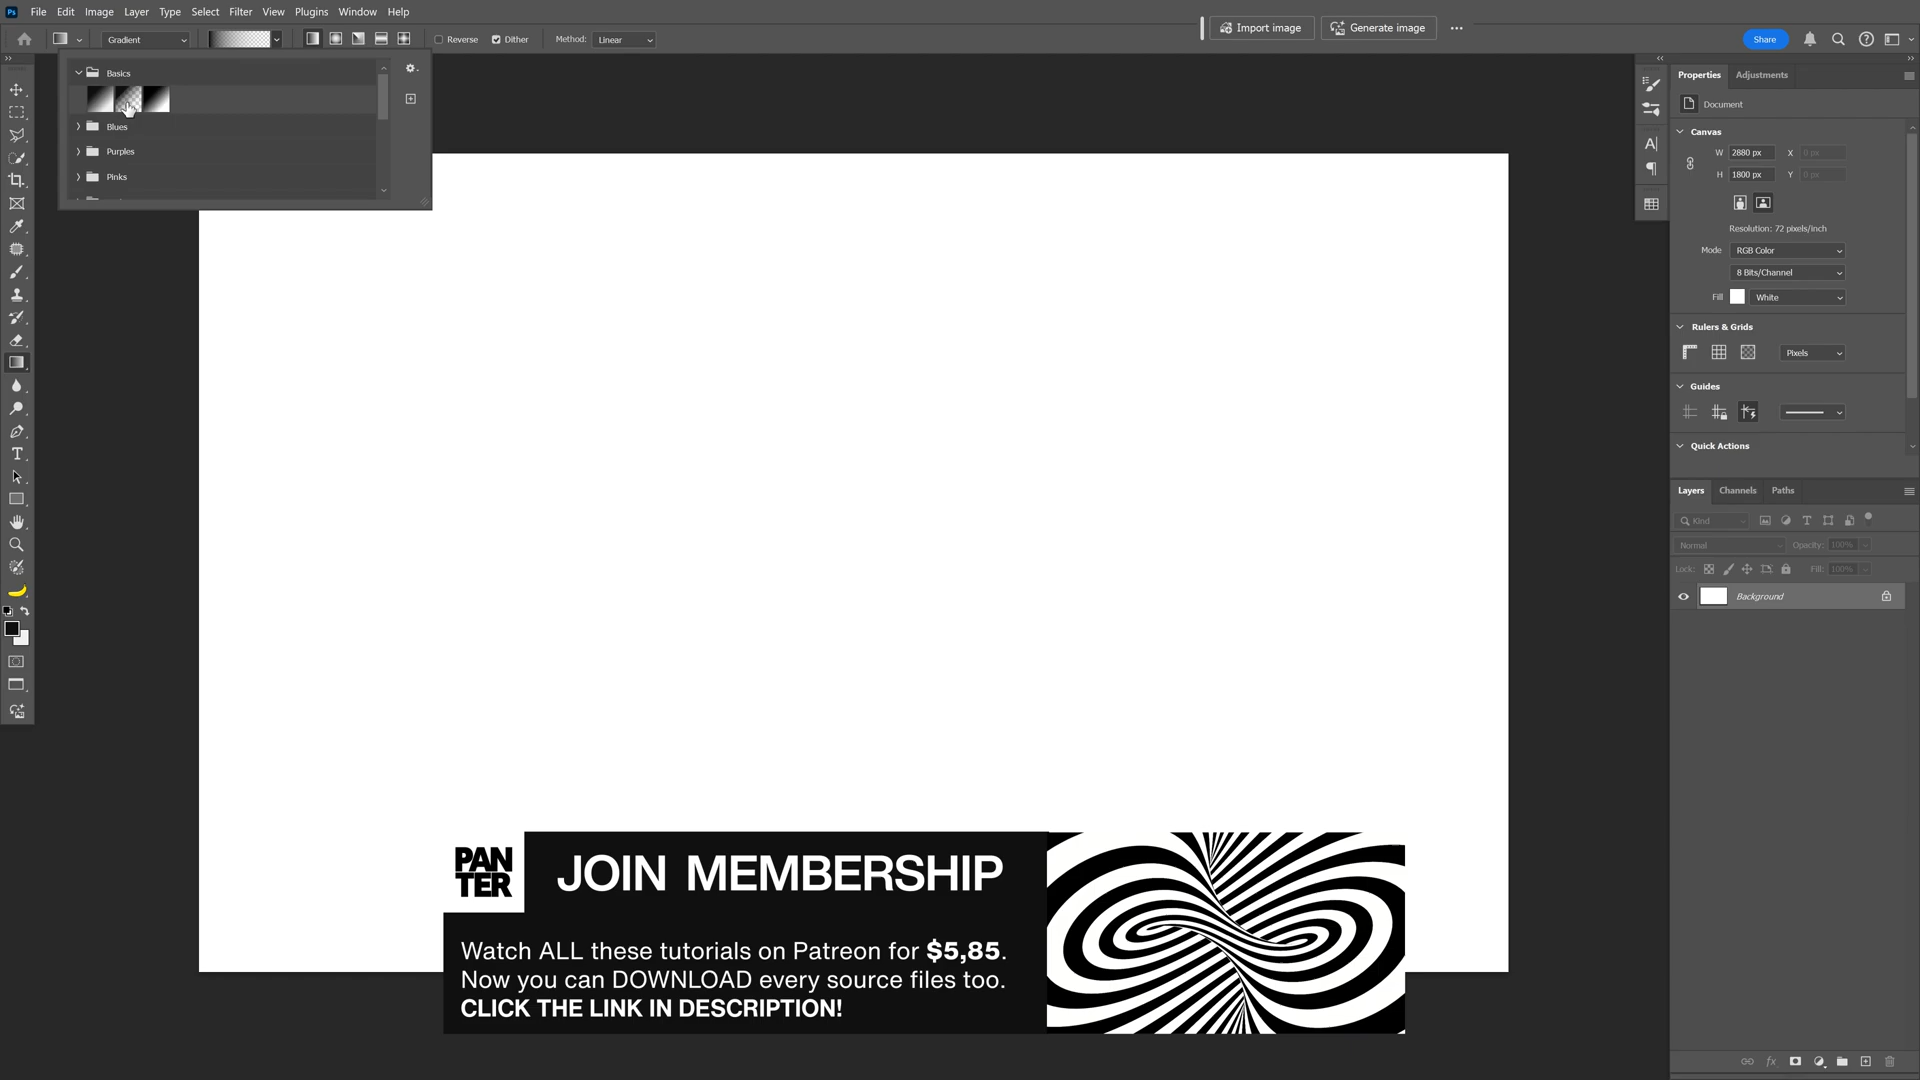 Ps File Edit Image Layer Type Select Filter View Plugins Window Help
Gradient Reverse Dither Method: Linear
Import image Generate image
Share
Basics
Blues
Purples
Pinks
Properties Adjustments
Document
Canvas
W 2880 px X 0 px
H 1800 px Y 0 px
Resolution: 72 pixels/inch
Mode RGB Color
8 Bits/Channel
Fill White
Rulers & Grids
Pixels
Guides
Quick Actions
Layers Channels Paths
Kind
Normal Opacity: 100%
Lock: Fill: 100%
Background
PAN
TER
JOIN MEMBERSHIP
Watch ALL these tutorials on Patreon for $5,85.
Now you can DOWNLOAD every source files too.
CLICK THE LINK IN DESCRIPTION!